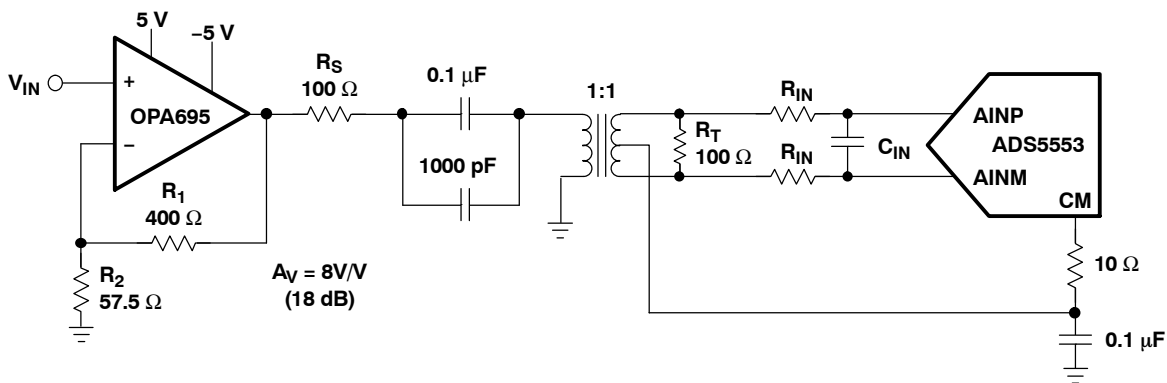 5 V
−5 V
V_IN
+
−
OPA695
R_S
100 Ω
0.1 μF
1000 pF
1:1
R_T
100 Ω
R_IN
R_IN
C_IN
AINP
ADS5553
AINM
CM
R_1
400 Ω
R_2
57.5 Ω
A_V = 8V/V
(18 dB)
10 Ω
0.1 μF